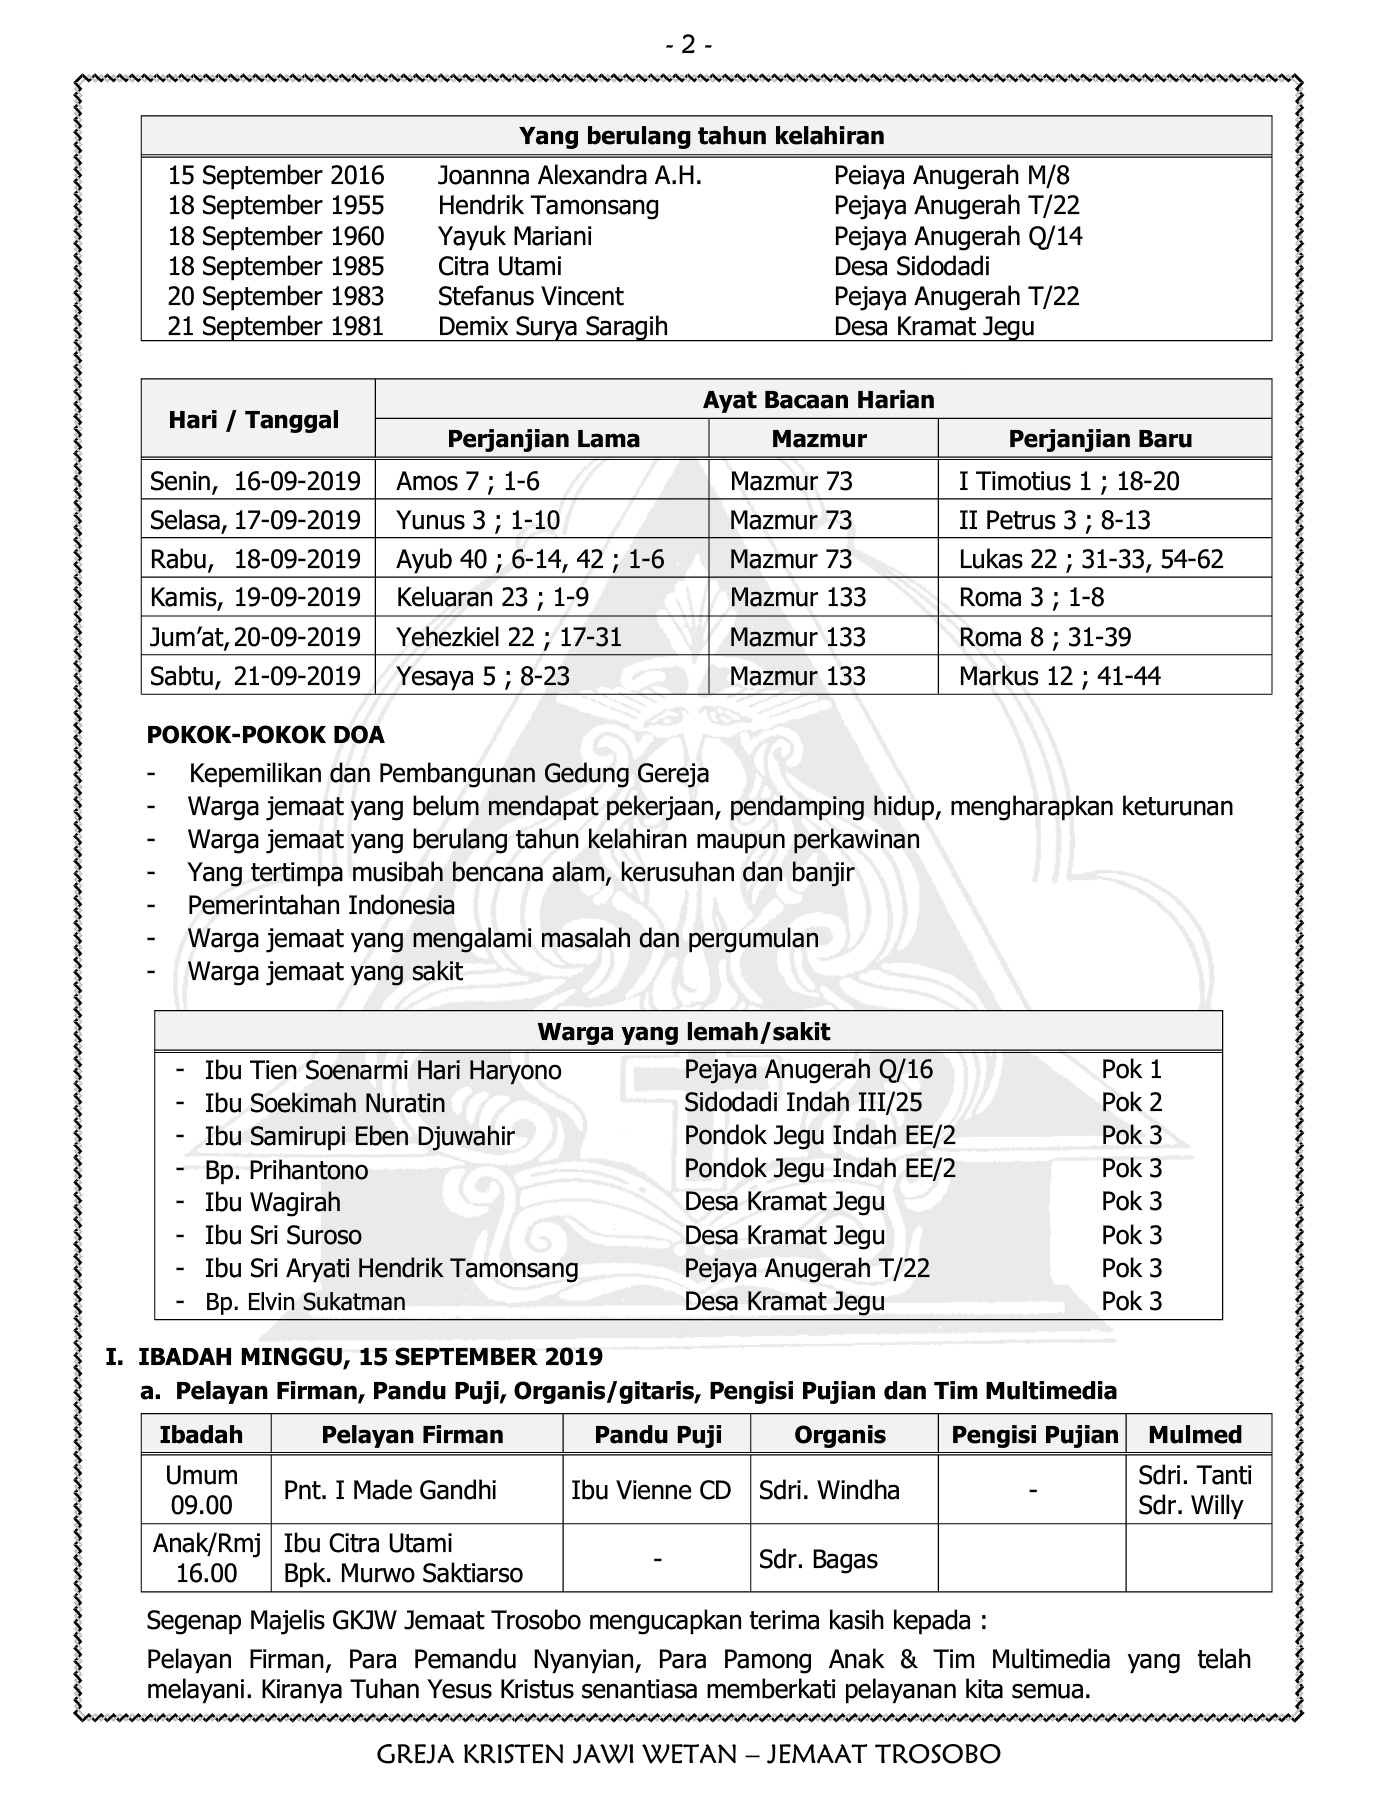 - 2 -
Yang berulang tahun kelahiran
15 September 2016 Joannna Alexandra A.H. Peiaya Anugerah M/8
18 September 1955 Hendrik Tamonsang Pejaya Anugerah T/22
18 September 1960 Yayuk Mariani Pejaya Anugerah Q/14
18 September 1985 Citra Utami Desa Sidodadi
20 September 1983 Stefanus Vincent Pejaya Anugerah T/22
21 September 1981 Demix Surya Saragih Desa Kramat Jegu
Hari / Tanggal Ayat Bacaan Harian
Perjanjian Lama Mazmur Perjanjian Baru
Senin, 16-09-2019 Amos 7 ; 1-6 Mazmur 73 I Timotius 1 ; 18-20
Selasa, 17-09-2019 Yunus 3 ; 1-10 Mazmur 73 II Petrus 3 ; 8-13
Rabu, 18-09-2019 Ayub 40 ; 6-14, 42 ; 1-6 Mazmur 73 Lukas 22 ; 31-33, 54-62
Kamis, 19-09-2019 Keluaran 23 ; 1-9 Mazmur 133 Roma 3 ; 1-8
Jum’at, 20-09-2019 Yehezkiel 22 ; 17-31 Mazmur 133 Roma 8 ; 31-39
Sabtu, 21-09-2019 Yesaya 5 ; 8-23 Mazmur 133 Markus 12 ; 41-44
POKOK-POKOK DOA
- Kepemilikan dan Pembangunan Gedung Gereja
- Warga jemaat yang belum mendapat pekerjaan, pendamping hidup, mengharapkan keturunan
- Warga jemaat yang berulang tahun kelahiran maupun perkawinan
- Yang tertimpa musibah bencana alam, kerusuhan dan banjir
- Pemerintahan Indonesia
- Warga jemaat yang mengalami masalah dan pergumulan
- Warga jemaat yang sakit
Warga yang lemah/sakit
- Ibu Tien Soenarmi Hari Haryono Pejaya Anugerah Q/16 Pok 1
- Ibu Soekimah Nuratin Sidodadi Indah III/25 Pok 2
- Ibu Samirupi Eben Djuwahir Pondok Jegu Indah EE/2 Pok 3
- Bp. Prihantono Pondok Jegu Indah EE/2 Pok 3
- Ibu Wagirah Desa Kramat Jegu Pok 3
- Ibu Sri Suroso Desa Kramat Jegu Pok 3
- Ibu Sri Aryati Hendrik Tamonsang Pejaya Anugerah T/22 Pok 3
- Bp. Elvin Sukatman Desa Kramat Jegu Pok 3
I. IBADAH MINGGU, 15 SEPTEMBER 2019
a. Pelayan Firman, Pandu Puji, Organis/gitaris, Pengisi Pujian dan Tim Multimedia
Ibadah Pelayan Firman Pandu Puji Organis Pengisi Pujian Mulmed
Umum 09.00 Pnt. I Made Gandhi Ibu Vienne CD Sdri. Windha - Sdri. Tanti Sdr. Willy
Anak/Rmj 16.00 Ibu Citra Utami Bpk. Murwo Saktiarso - Sdr. Bagas
Segenap Majelis GKJW Jemaat Trosobo mengucapkan terima kasih kepada :
Pelayan Firman, Para Pemandu Nyanyian, Para Pamong Anak & Tim Multimedia yang telah
melayani. Kiranya Tuhan Yesus Kristus senantiasa memberkati pelayanan kita semua.
GREJA KRISTEN JAWI WETAN – JEMAAT TROSOBO